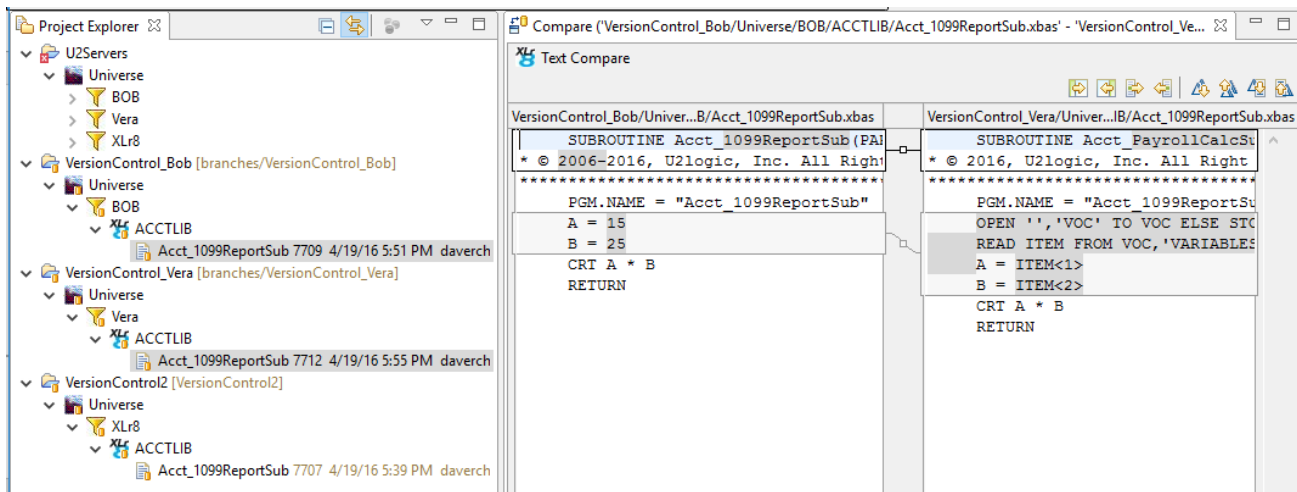 Project Explorer
U2Servers
Universe
BOB
Vera
XLr8
VersionControl_Bob [branches/VersionControl_Bob]
Universe
BOB
ACCTLIB
Acct_1099ReportSub 7709 4/19/16 5:51 PM daverch
VersionControl_Vera [branches/VersionControl_Vera]
Universe
Vera
ACCTLIB
Acct_1099ReportSub 7712 4/19/16 5:55 PM daverch
VersionControl2 [VersionControl2]
Universe
XLr8
ACCTLIB
Acct_1099ReportSub 7707 4/19/16 5:39 PM daverch
Compare ('VersionControl_Bob/Universe/BOB/ACCTLIB/Acct_1099ReportSub.xbas' - 'VersionControl_Ve...
Text Compare
VersionControl_Bob/Univer...B/Acct_1099ReportSub.xbas
SUBROUTINE Acct_1099ReportSub(PAR
* © 2006-2016, U2logic, Inc. All Righ
*************************************
PGM.NAME = "Acct_1099ReportSub"
A = 15
B = 25
CRT A * B
RETURN
VersionControl_Vera/Univer...IB/Acct_1099ReportSub.xbas
SUBROUTINE Acct_PayrollCalcSu
* © 2016, U2logic, Inc. All Right
*********************************
PGM.NAME = "Acct_1099ReportSu
OPEN '','VOC' TO VOC ELSE STO
READ ITEM FROM VOC,'VARIABLES
A = ITEM<1>
B = ITEM<2>
CRT A * B
RETURN